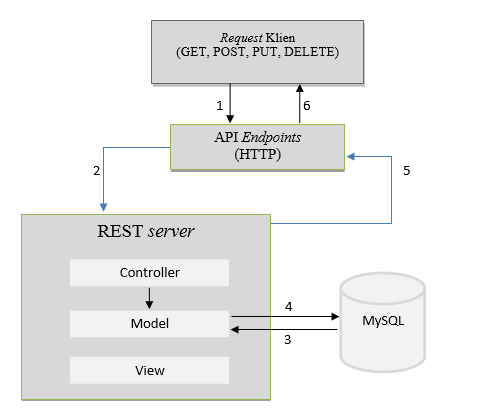 Request Klien
(GET, POST, PUT, DELETE)
1
6
API Endpoints
(HTTP)
2
5
REST server
Controller
Model
4
3
MySQL
View